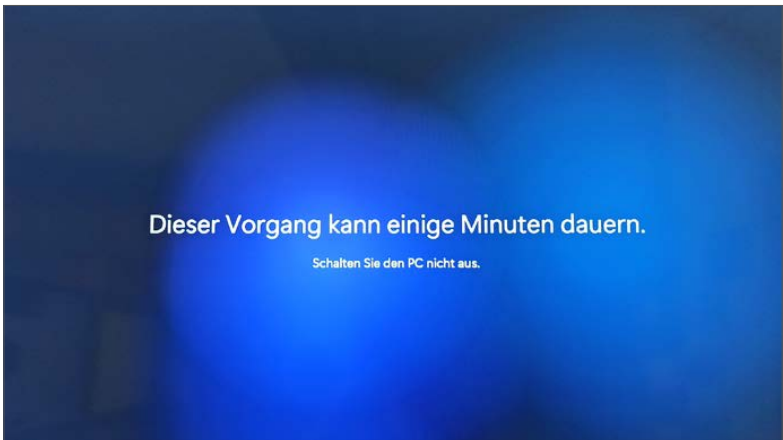 Dieser Vorgang kann einige Minuten dauern.
Schalten Sie den PC nicht aus.